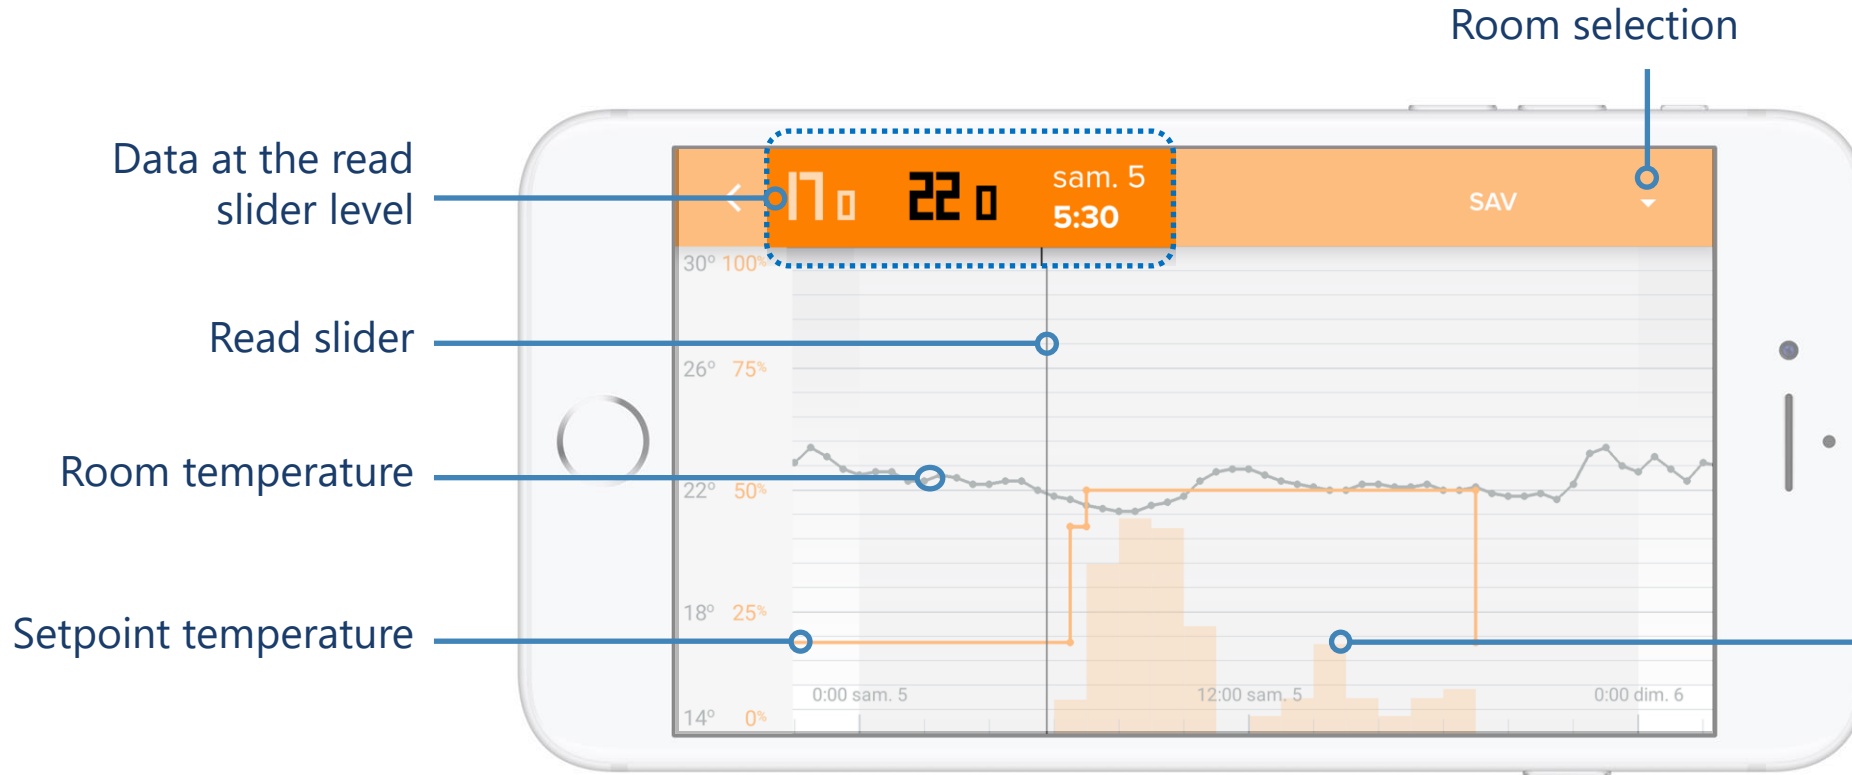 Room selection
Data at the read
slider level
17° 22° sam. 5
5:30
SAV
30° 100%
Read slider
26° 75%
Room temperature
22° 50%
18° 25%
Setpoint temperature
0:00 sam. 5 12:00 sam. 5 0:00 dim. 6
14° 0%